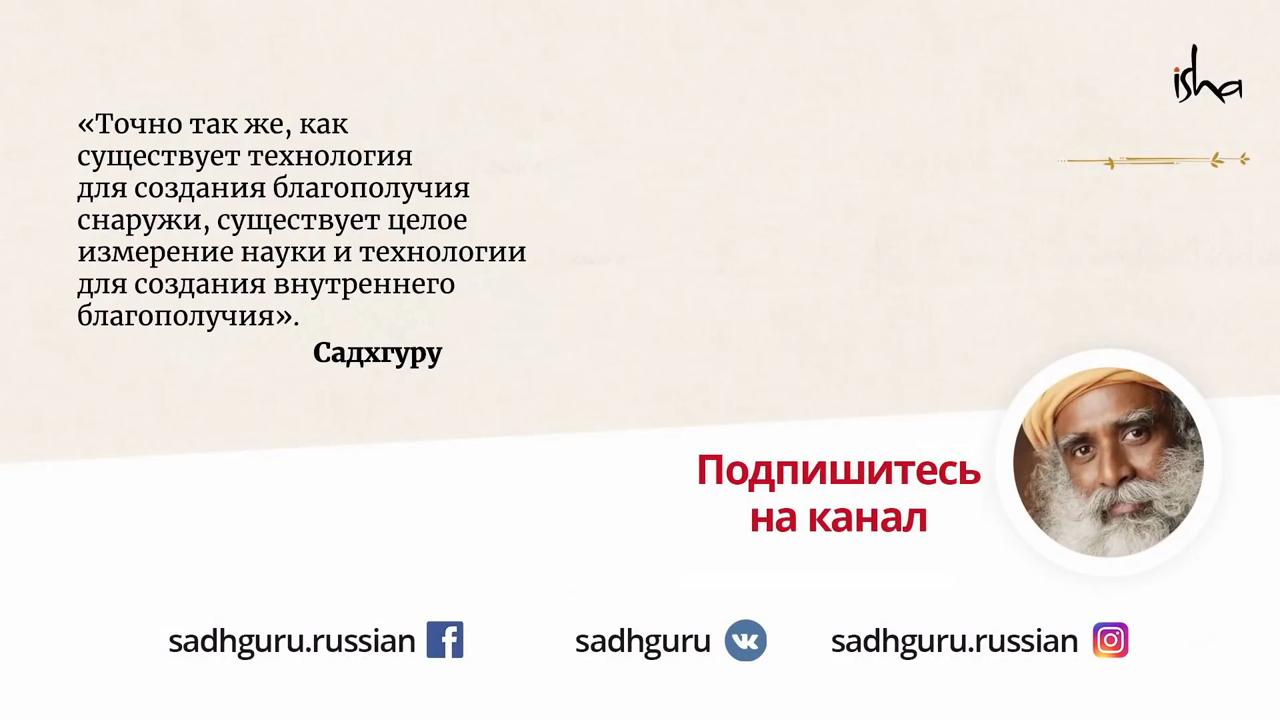 isha
«Точно так же, как
существует технология
для создания благополучия
снаружи, существует целое
измерение науки и технологии
для создания внутреннего
благополучия».
Садхгуру
Подпишитесь
на канал
sadhguru.russian
sadhguru
sadhguru.russian